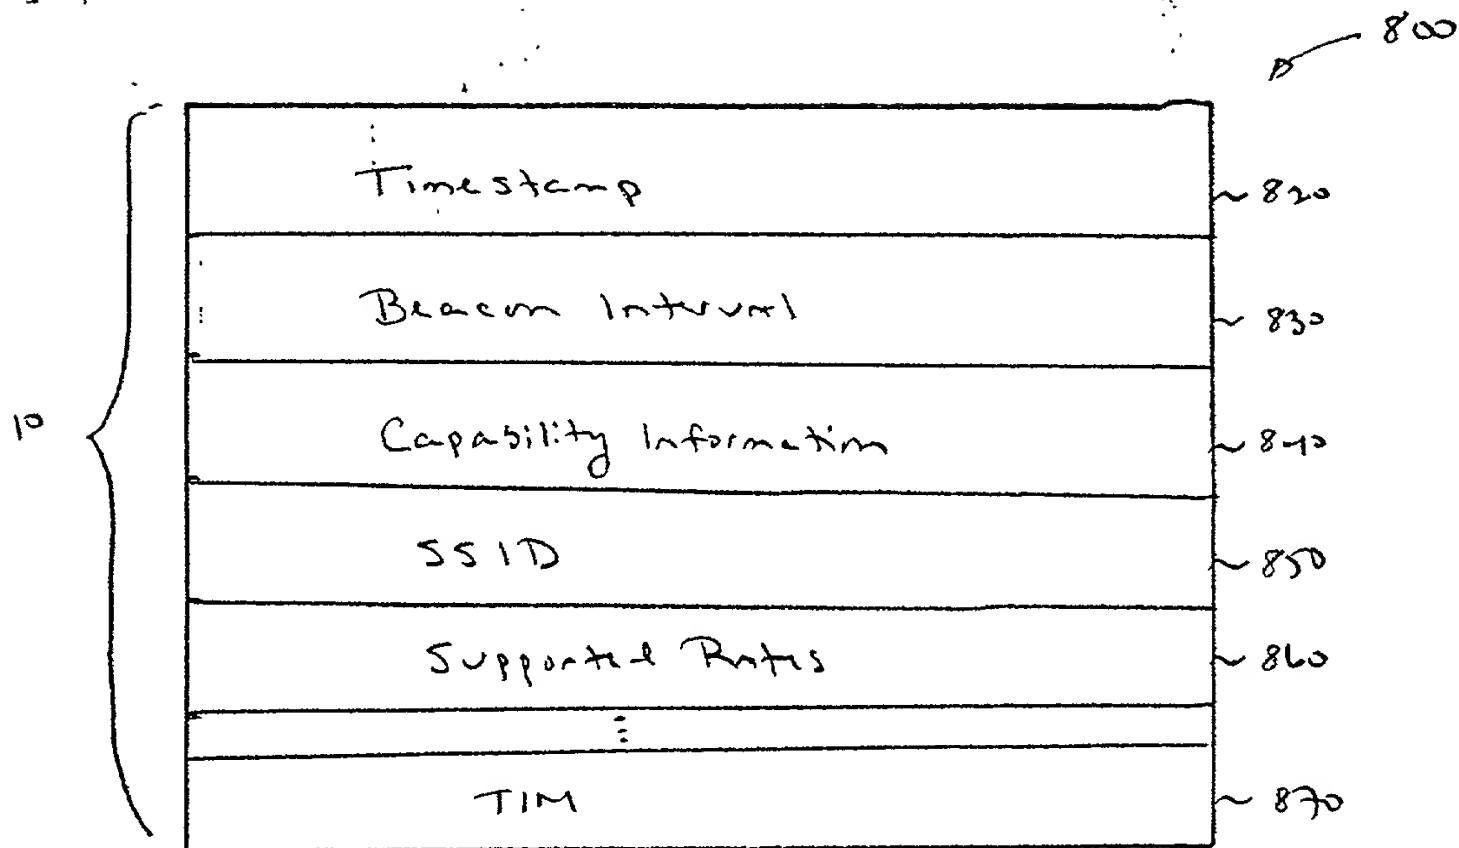 800
Timestamp 820
Beacon Interval 830
Capability Information 840
10
SSID 850
Supported Rates 860
⋮
TIM 870